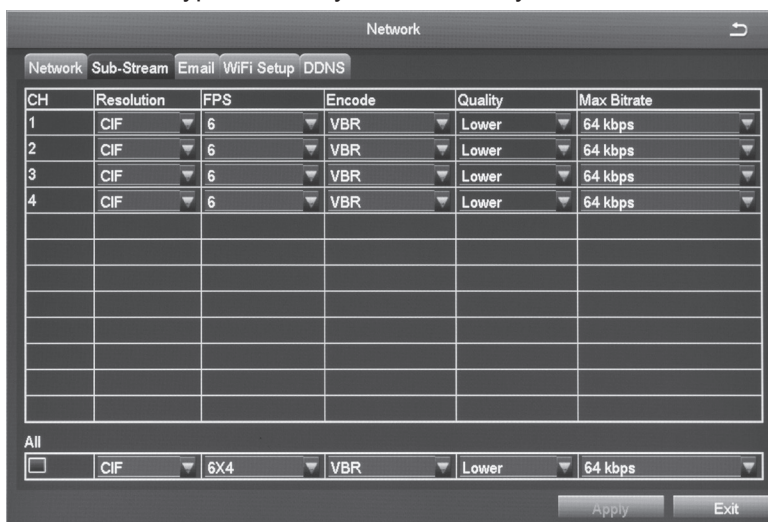 Network
Network Sub-Stream Email WiFi Setup DDNS
CH Resolution FPS Encode Quality Max Bitrate
1 CIF 6 VBR Lower 64 kbps
2 CIF 6 VBR Lower 64 kbps
3 CIF 6 VBR Lower 64 kbps
4 CIF 6 VBR Lower 64 kbps
All
CIF 6X4 VBR Lower 64 kbps
Apply Exit